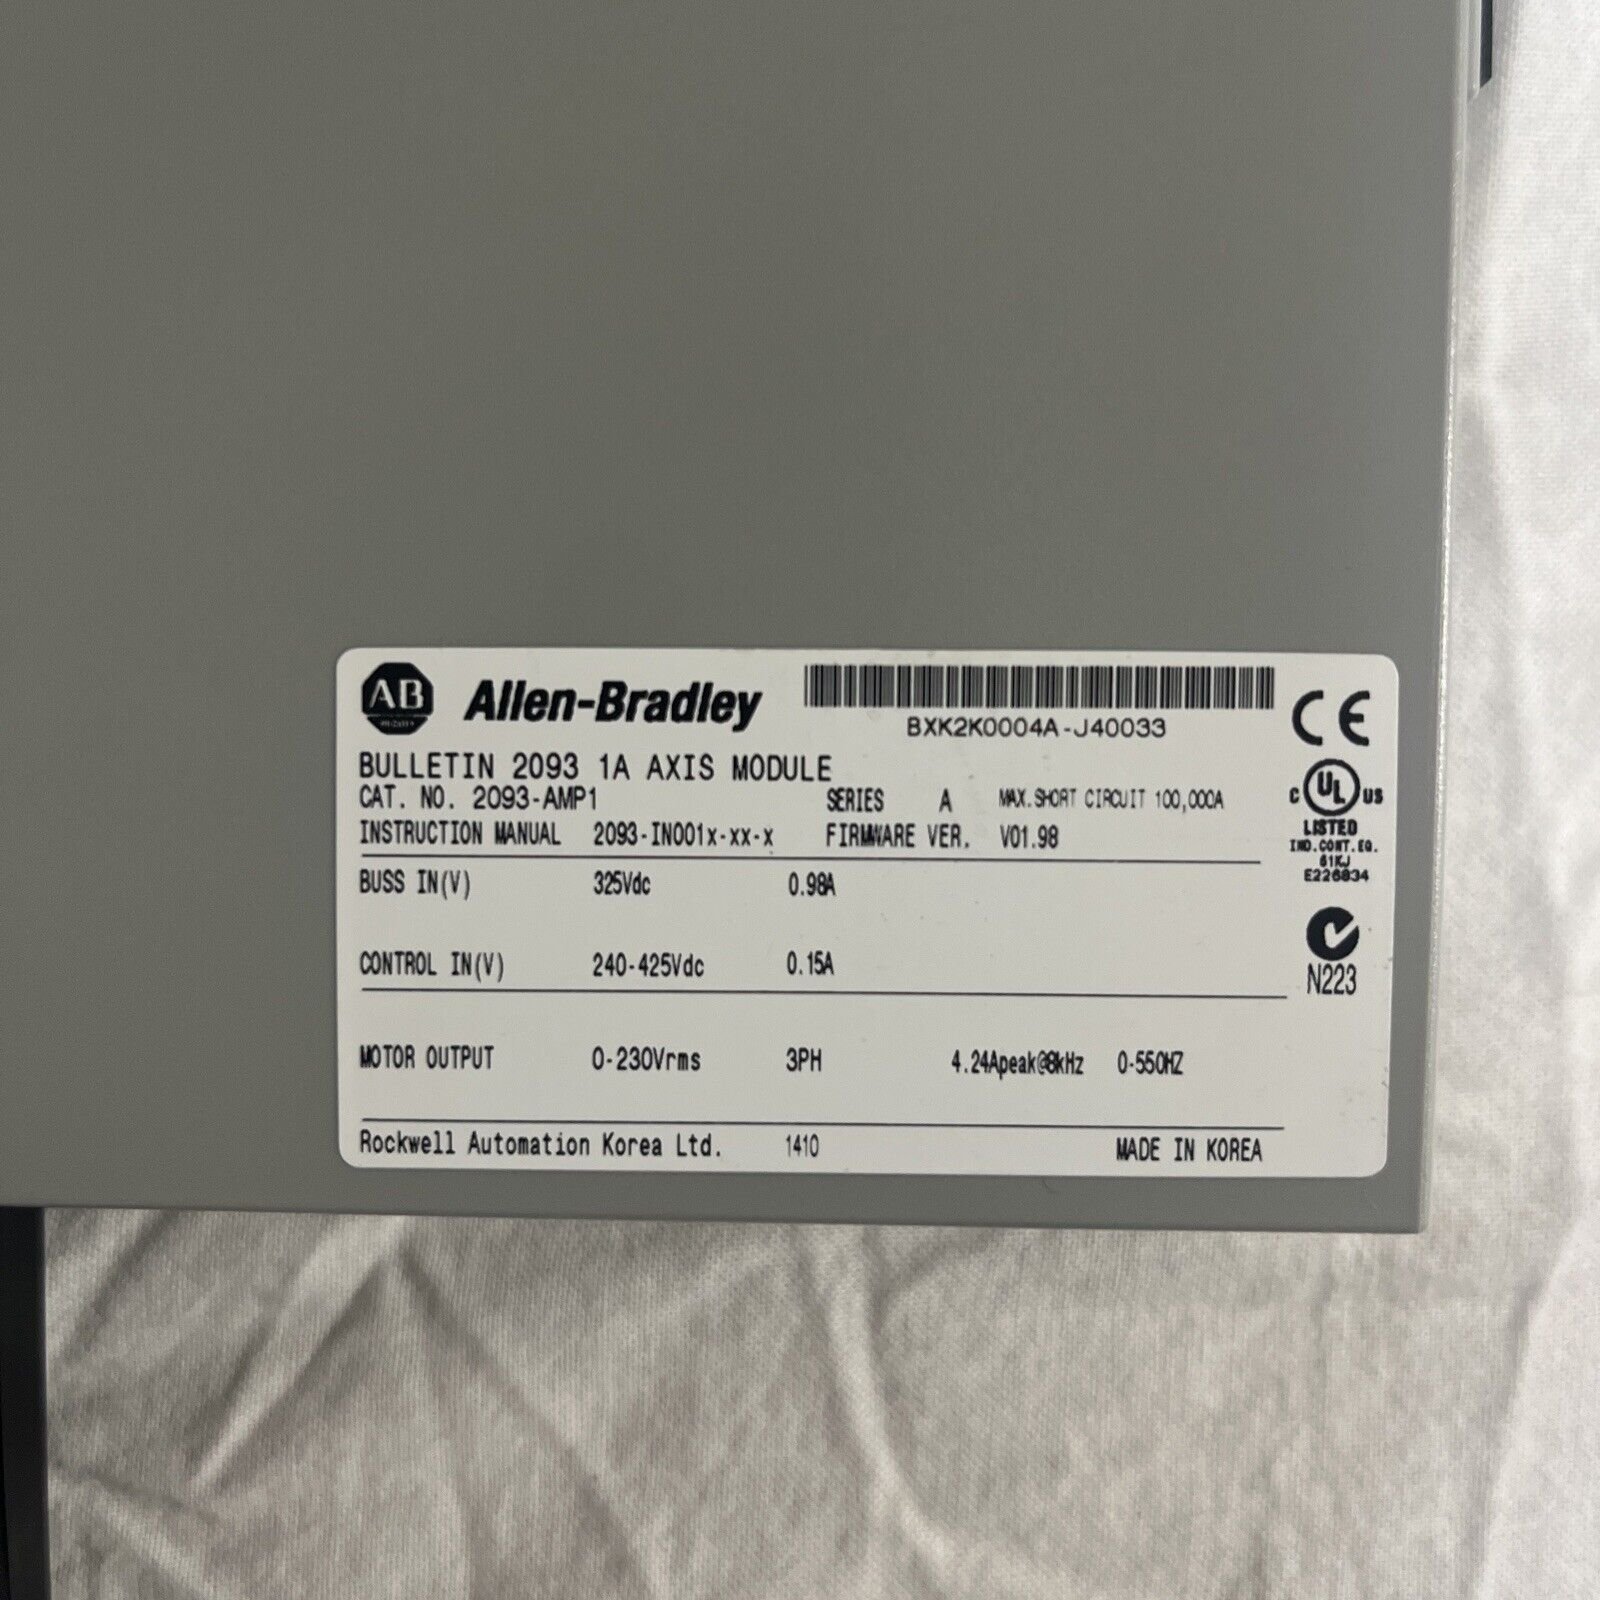 AB
Allen-Bradley
BXK2K0004A-J40033
CE
BULLETIN 2093 1A AXIS MODULE
CAT. NO. 2093-AMP1 SERIES A MAX.SHORT CIRCUIT 100,000A
INSTRUCTION MANUAL 2093-IN001x-xx-x FIRMWARE VER. V01.98
C UL US
LISTED
IND.CONT.EQ.
61KJ
E226834
BUSS IN(V) 325Vdc 0.98A
CONTROL IN(V) 240-425Vdc 0.15A
N223
MOTOR OUTPUT 0-230Vrms 3PH 4.24Apeak@8kHz 0-550HZ
Rockwell Automation Korea Ltd. 1410 MADE IN KOREA